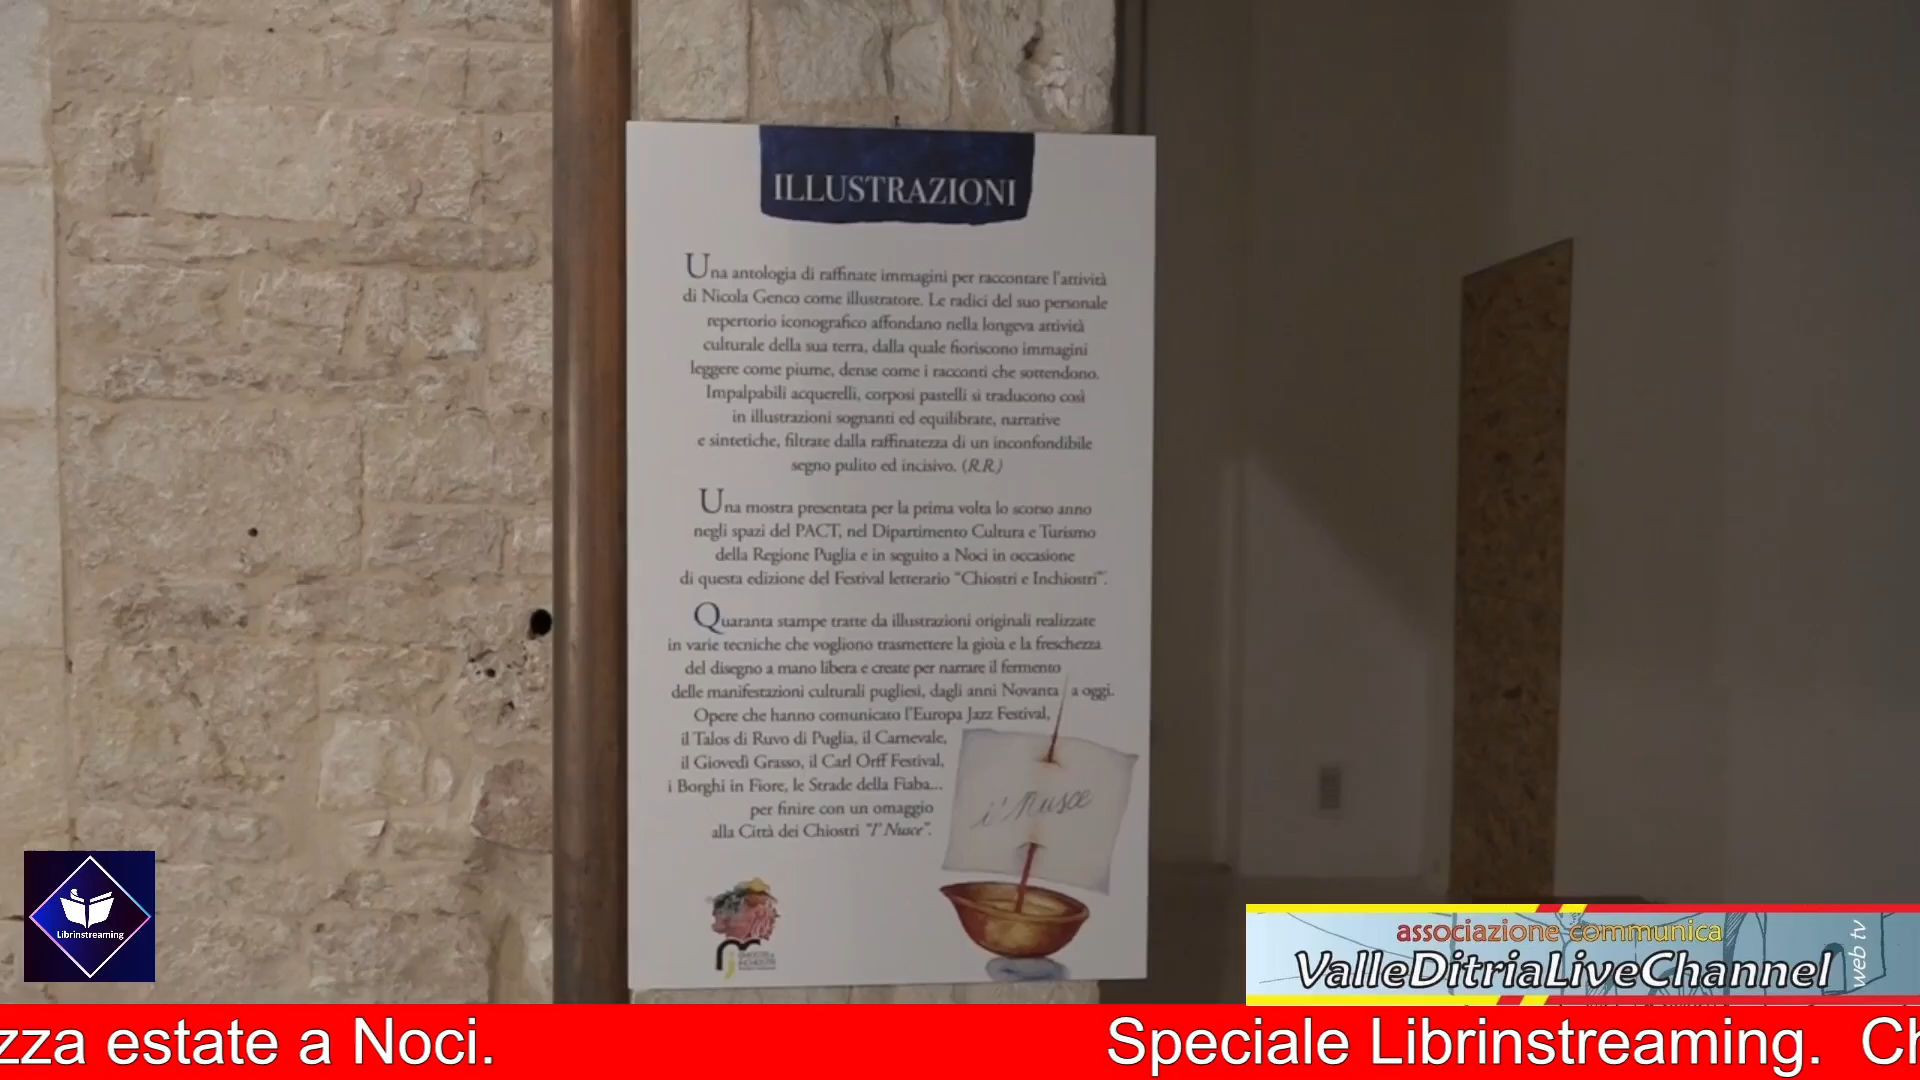 ILLUSTRAZIONI
Una antologia di raffinate immagini per raccontare l'attività
di Nicola Genco come illustratore. Le radici del suo personale
repertorio iconografico affondano nella longeva attività
culturale della sua terra, dalla quale fioriscono immagini
leggere come piume, dense come i racconti che sottendono.
Impalpabili acquerelli, corposi pastelli si traducono così
in illustrazioni sognanti ed equilibrate, narrative
e sintetiche, filtrate dalla raffinatezza di un inconfondibile
segno pulito ed incisivo. (R.R.)
Una mostra presentata per la prima volta lo scorso anno
negli spazi del PACT, nel Dipartimento Cultura e Turismo
della Regione Puglia e in seguito a Noci in occasione
di questa edizione del Festival letterario "Chiostri e Inchiostri".
Quaranta stampe tratte da illustrazioni originali realizzate
in varie tecniche che vogliono trasmettere la gioia e la freschezza
del disegno a mano libera e create per narrare il fermento
delle manifestazioni culturali pugliesi, dagli anni Novanta a oggi.
Opere che hanno comunicato l'Europa Jazz Festival,
il Talos di Ruvo di Puglia, il Carnevale,
il Giovedì Grasso, il Carl Orff Festival,
i Borghi in Fiore, le Strade della Fiaba...
per finire con un omaggio
alla Città dei Chiostri "I' Nusce".
i' Nusce
Librinstreaming
associazione communica
ValleDitriaLiveChannel
web tv
zza estate a Noci. Speciale Librinstreaming. Ch